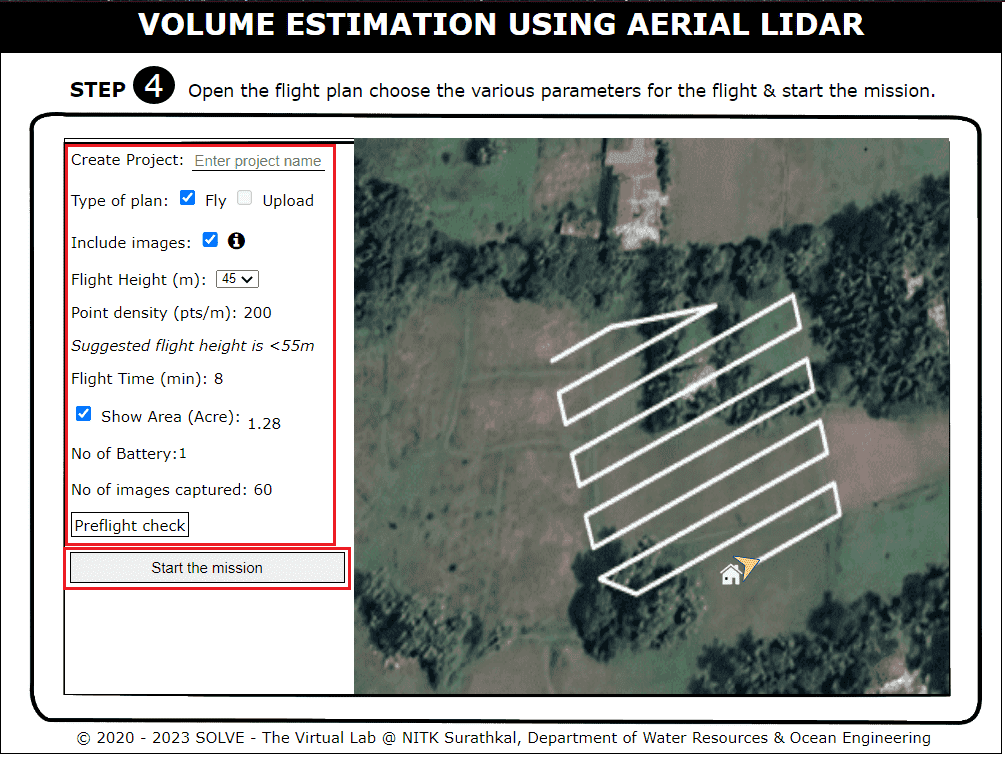 VOLUME ESTIMATION USING AERIAL LIDAR
STEP 4 Open the flight plan choose the various parameters for the flight & start the mission.
Create Project: Enter project name
Type of plan: Fly Upload
Include images: i
Flight Height (m): 45
Point density (pts/m): 200
Suggested flight height is <55m
Flight Time (min): 8
Show Area (Acre): 1.28
No of Battery:1
No of images captured: 60
Preflight check
Start the mission
© 2020 - 2023 SOLVE - The Virtual Lab @ NITK Surathkal, Department of Water Resources & Ocean Engineering